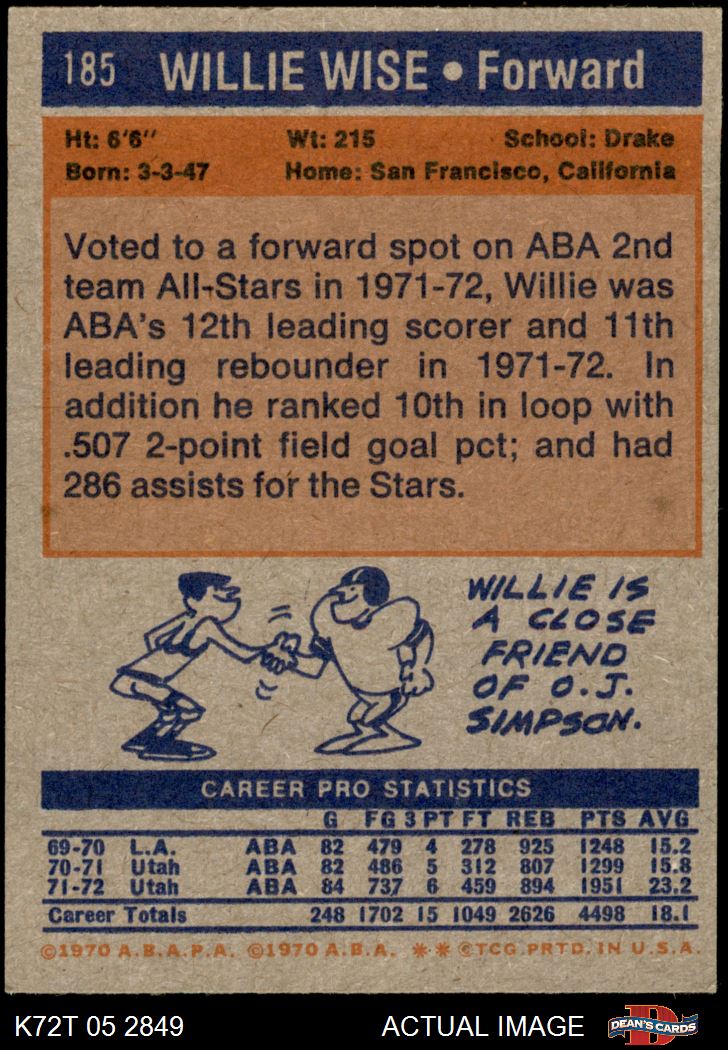 185 WILLIE WISE • Forward
Ht: 6'6" Wt: 215 School: Drake
Born: 3-3-47 Home: San Francisco, California
Voted to a forward spot on ABA 2nd
team All-Stars in 1971-72, Willie was
ABA's 12th leading scorer and 11th
leading rebounder in 1971-72. In
addition he ranked 10th in loop with
.507 2-point field goal pct; and had
286 assists for the Stars.
WILLIE IS
A CLOSE
FRIEND
OF O.J.
SIMPSON.
CAREER PRO STATISTICS
G FG 3 PT FT REB PTS AVG
69-70 L.A. ABA 82 479 4 278 925 1248 15.2
70-71 Utah ABA 82 486 5 312 807 1299 15.8
71-72 Utah ABA 84 737 6 459 894 1951 23.2
Career Totals 248 1702 15 1049 2626 4498 18.1
©1970 A.B.A.P.A. ©1970 A.B.A. ** ©TCG PRTD. IN U.S.A.
K72T 05 2849 ACTUAL IMAGE D DEAN'S CARDS